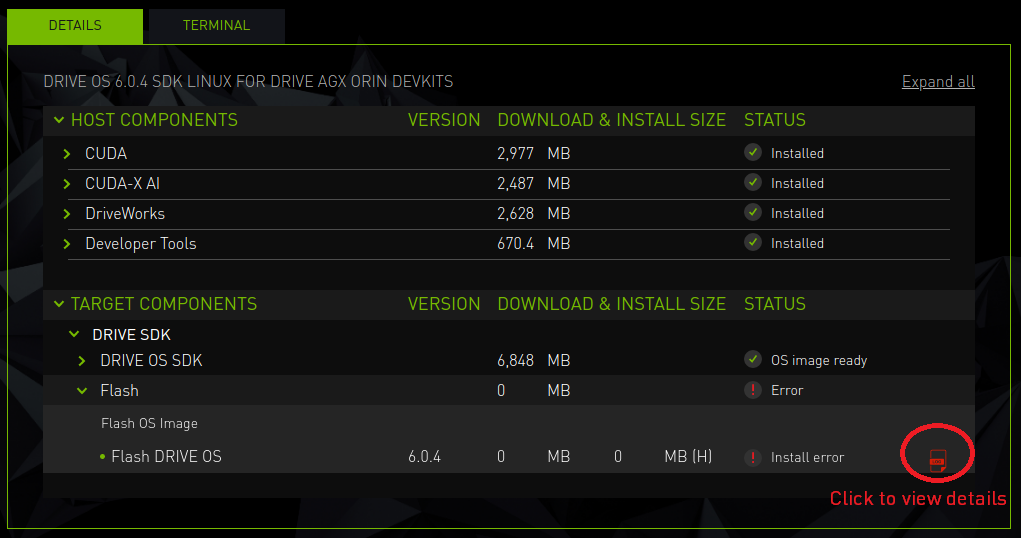 DETAILS TERMINAL
DRIVE OS 6.0.4 SDK LINUX FOR DRIVE AGX ORIN DEVKITS Expand all
HOST COMPONENTS VERSION DOWNLOAD & INSTALL SIZE STATUS
CUDA 2,977 MB Installed
CUDA-X AI 2,487 MB Installed
DriveWorks 2,628 MB Installed
Developer Tools 670.4 MB Installed
TARGET COMPONENTS VERSION DOWNLOAD & INSTALL SIZE STATUS
DRIVE SDK
DRIVE OS SDK 6,848 MB OS image ready
Flash 0 MB Error
Flash OS Image
Flash DRIVE OS 6.0.4 0 MB 0 MB (H) Install error
Click to view details